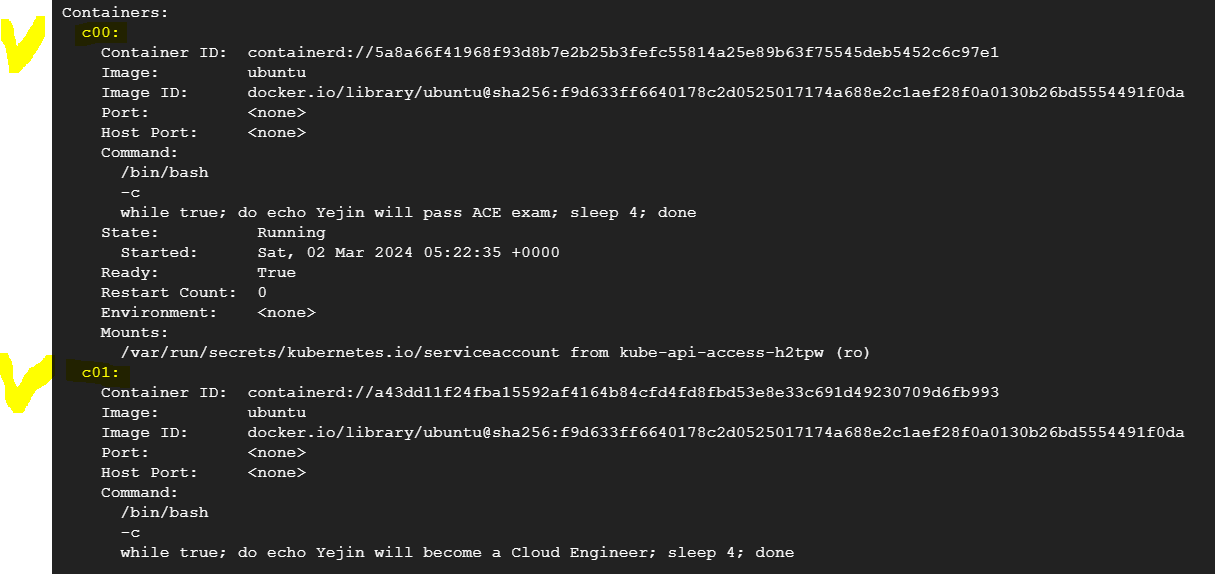 Containers:
c00:
Container ID: containerd://5a8a66f41968f93d8b7e2b25b3fefc55814a25e89b63f75545deb5452c6c97e1
Image: ubuntu
Image ID: docker.io/library/ubuntu@sha256:f9d633ff6640178c2d0525017174a688e2c1aef28f0a0130b26bd5554491f0da
Port: <none>
Host Port: <none>
Command:
/bin/bash
-c
while true; do echo Yejin will pass ACE exam; sleep 4; done
State: Running
Started: Sat, 02 Mar 2024 05:22:35 +0000
Ready: True
Restart Count: 0
Environment: <none>
Mounts:
/var/run/secrets/kubernetes.io/serviceaccount from kube-api-access-h2tpw (ro)
c01:
Container ID: containerd://a43dd11f24fba15592af4164b84cfd4fd8fbd53e8e33c691d49230709d6fb993
Image: ubuntu
Image ID: docker.io/library/ubuntu@sha256:f9d633ff6640178c2d0525017174a688e2c1aef28f0a0130b26bd5554491f0da
Port: <none>
Host Port: <none>
Command:
/bin/bash
-c
while true; do echo Yejin will become a Cloud Engineer; sleep 4; done